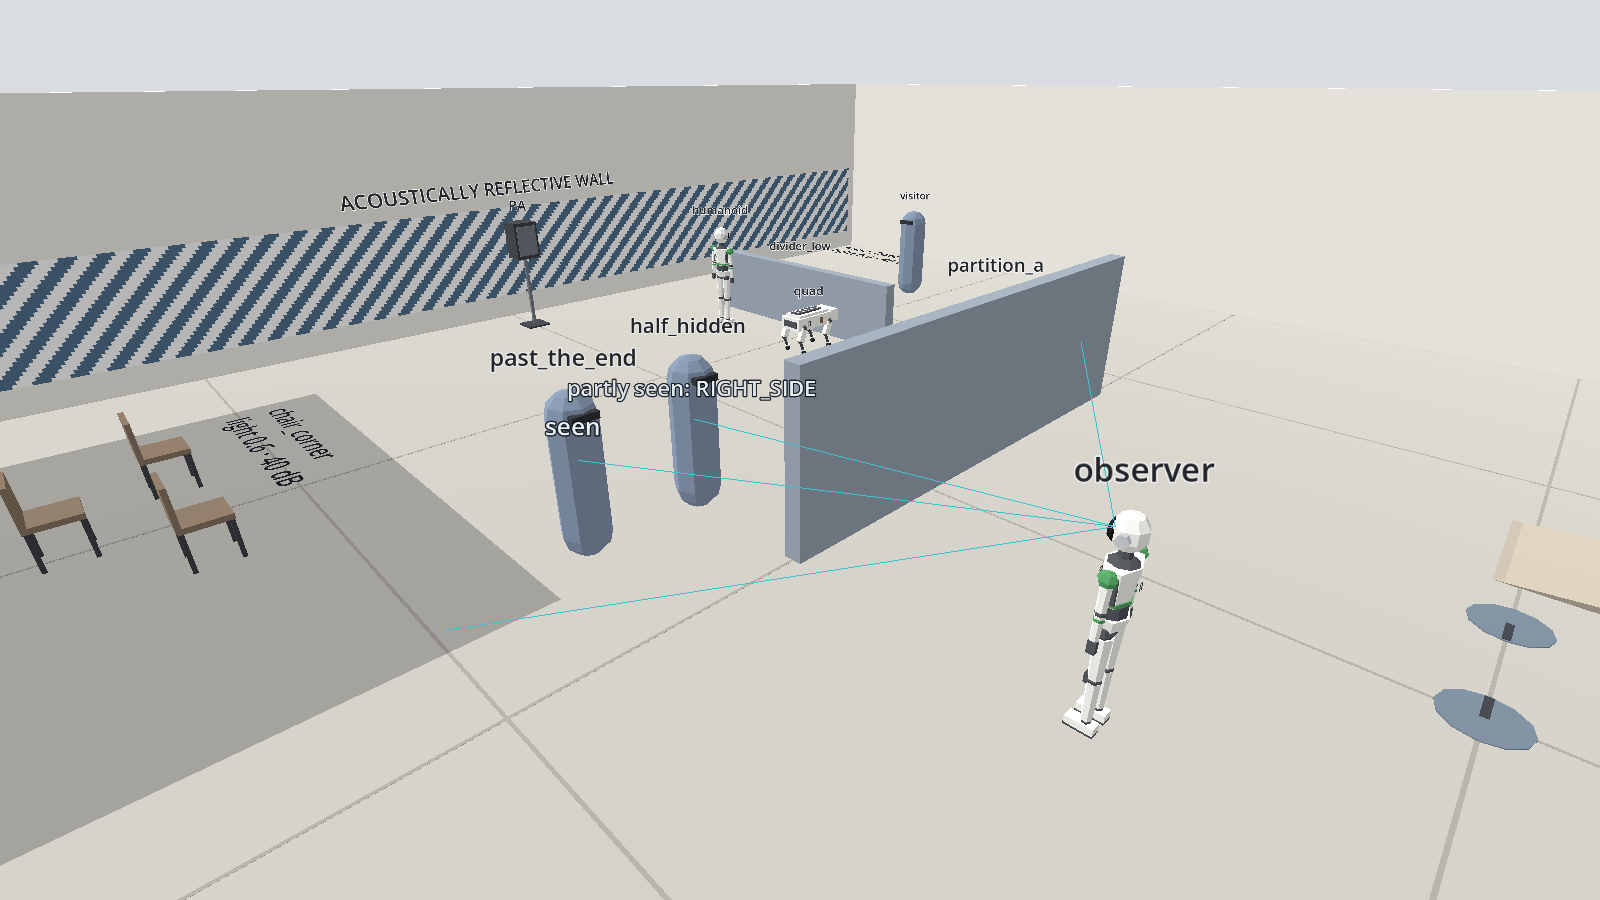 visitor
ACOUSTICALLY REFLECTIVE WALL
PA
humanoid
divider_low
partition_a
quad
half_hidden
past_the_end
partly seen: RIGHT_SIDE
seen
chair_corner
light 0.6 · 40 dB
observer